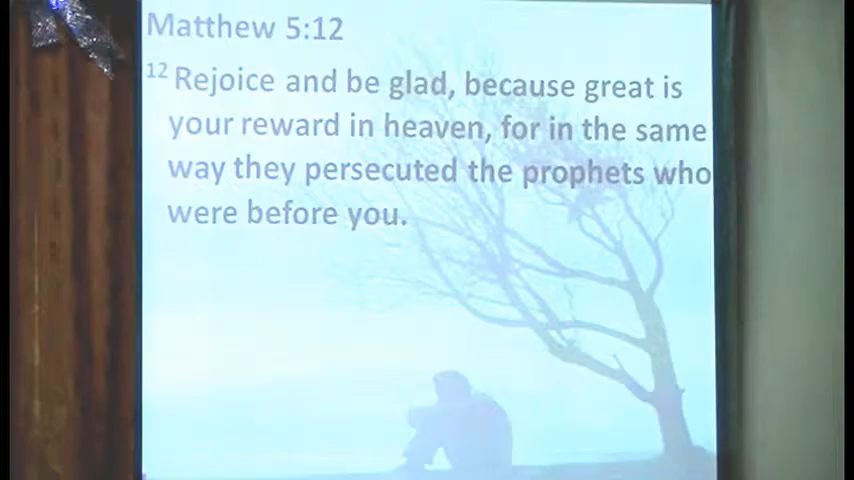 Matthew 5:12
12 Rejoice and be glad, because great is
your reward in heaven, for in the same
way they persecuted the prophets who
were before you.